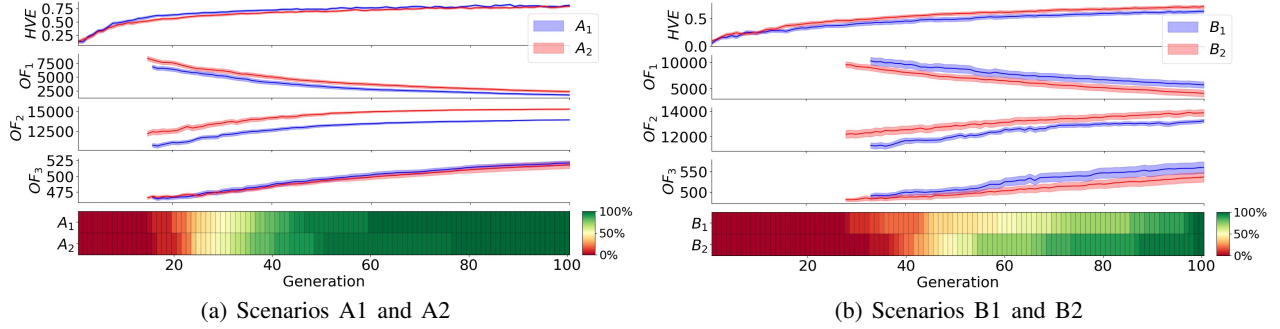 HVE
0.75
0.25
A1
A2
OF1
7500
5000
2500
OF2
15000
12500
OF3
525
500
475
A1
A2
100%
50%
0%
20
40
60
80
100
Generation
(a) Scenarios A1 and A2
HVE
0.5
0.0
B1
B2
OF1
10000
5000
OF2
14000
12000
OF3
550
500
B1
B2
100%
50%
0%
20
40
60
80
100
Generation
(b) Scenarios B1 and B2